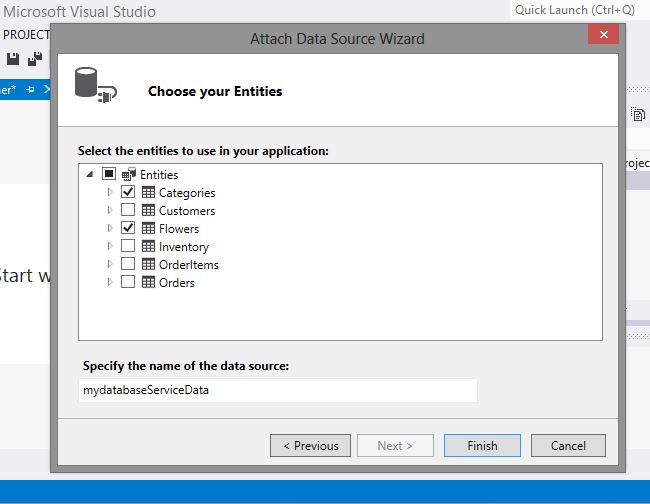 Microsoft Visual Studio
Quick Launch (Ctrl+Q)
PROJECT
Attach Data Source Wizard
er*
Choose your Entities
Select the entities to use in your application:
Entities
Categories
Customers
Flowers
Inventory
OrderItems
Orders
Start w
Specify the name of the data source:
mydatabaseServiceData
< Previous
Next >
Finish
Cancel